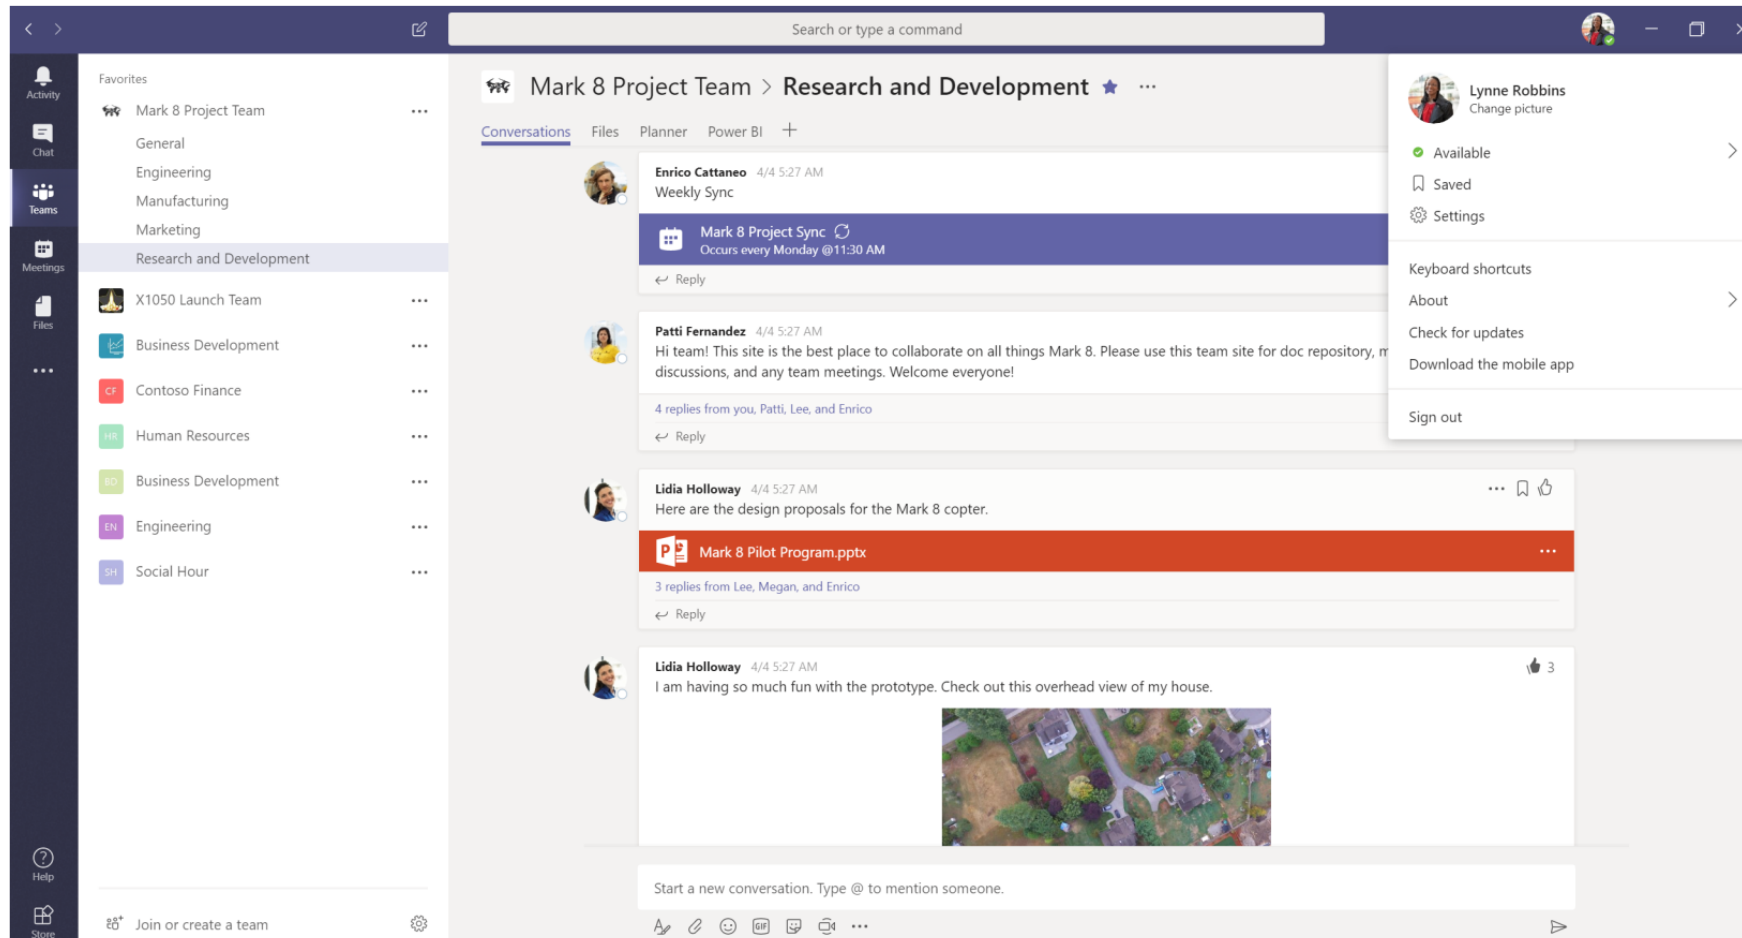 Search or type a command
Activity
Chat
Teams
Meetings
Files
Help
Store
Favorites
Mark 8 Project Team
General
Engineering
Manufacturing
Marketing
Research and Development
X1050 Launch Team
Business Development
CF Contoso Finance
HR Human Resources
BD Business Development
EN Engineering
SH Social Hour
Join or create a team
Mark 8 Project Team > Research and Development
Conversations Files Planner Power BI
Enrico Cattaneo 4/4 5:27 AM
Weekly Sync
Mark 8 Project Sync
Occurs every Monday @11:30 AM
Reply
Patti Fernandez 4/4 5:27 AM
Hi team! This site is the best place to collaborate on all things Mark 8. Please use this team site for doc repository, m
discussions, and any team meetings. Welcome everyone!
4 replies from you, Patti, Lee, and Enrico
Reply
Lidia Holloway 4/4 5:27 AM
Here are the design proposals for the Mark 8 copter.
Mark 8 Pilot Program.pptx
3 replies from Lee, Megan, and Enrico
Reply
Lidia Holloway 4/4 5:27 AM
3
I am having so much fun with the prototype. Check out this overhead view of my house.
Start a new conversation. Type @ to mention someone.
GIF
Lynne Robbins
Change picture
Available
Saved
Settings
Keyboard shortcuts
About
Check for updates
Download the mobile app
Sign out